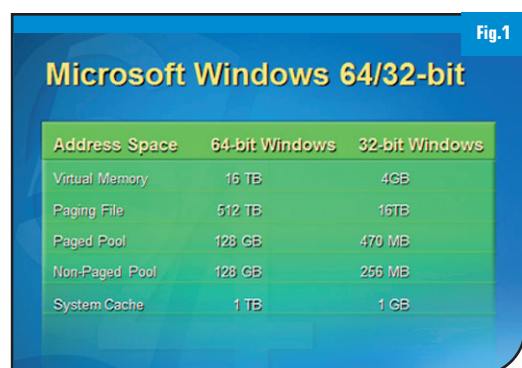 Fig.1
Microsoft Windows 64/32-bit
Address Space 64-bit Windows 32-bit Windows
Virtual Memory 16 TB 4GB
Paging File 512 TB 16TB
Paged Pool 128 GB 470 MB
Non-Paged Pool 128 GB 256 MB
System Cache 1 TB 1 GB